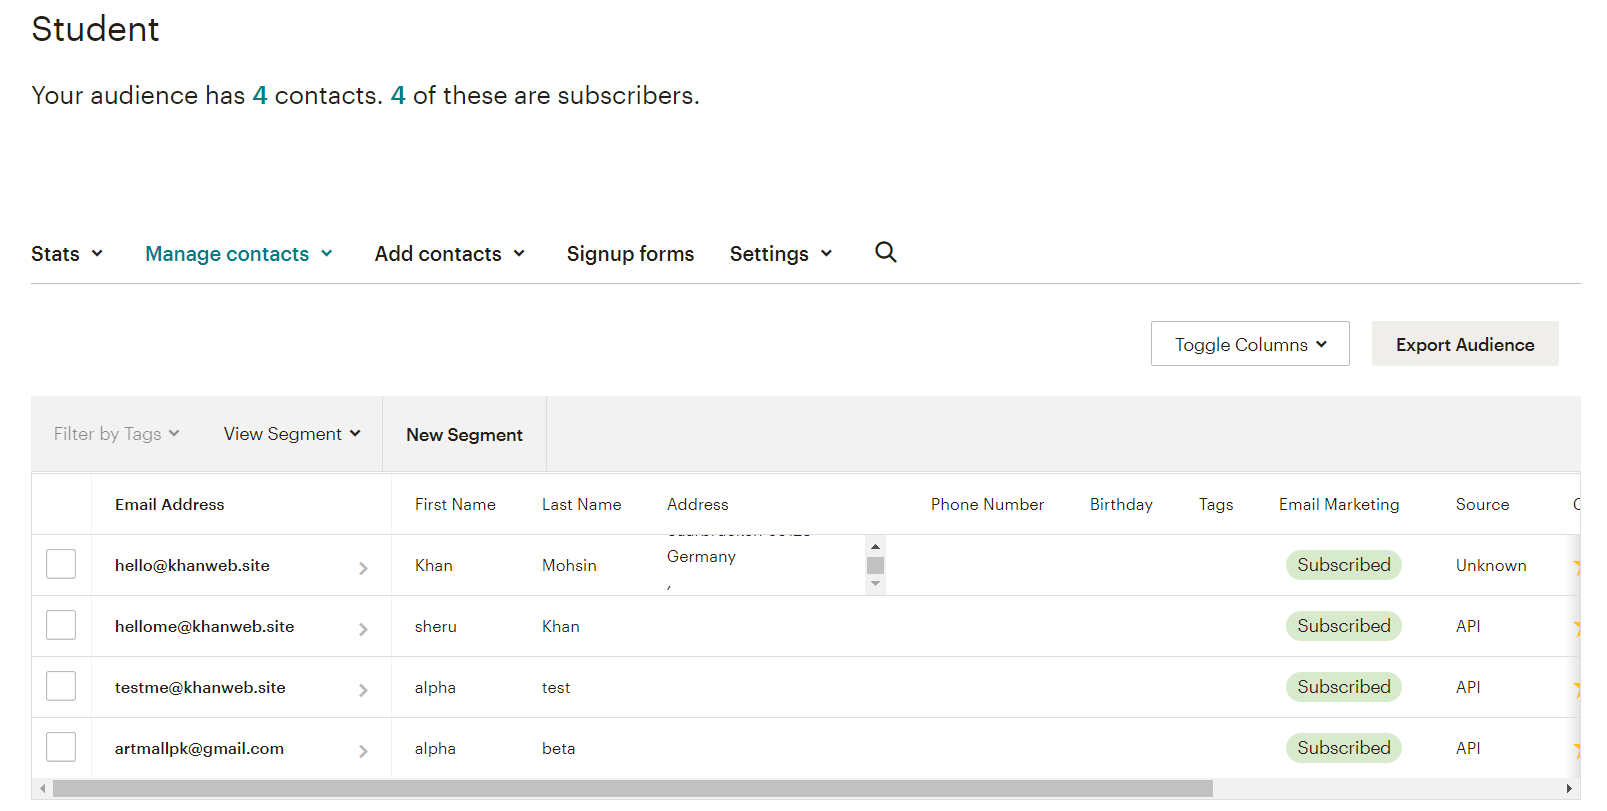 Student
Your audience has 4 contacts. 4 of these are subscribers.
Stats Manage contacts Add contacts Signup forms Settings
Toggle Columns Export Audience
Filter by Tags View Segment New Segment
Email Address First Name Last Name Address Phone Number Birthday Tags Email Marketing Source
Germany
hello@khanweb.site Khan Mohsin , Subscribed Unknown
hellome@khanweb.site sheru Khan Subscribed API
testme@khanweb.site alpha test Subscribed API
artmallpk@gmail.com alpha beta Subscribed API